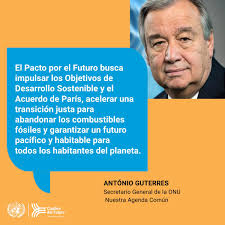 El Pacto por el Futuro busca
impulsar los Objetivos de
Desarrollo Sostenible y el
Acuerdo de París, acelerar una
transición justa para
abandonar los combustibles
fósiles y garantizar un futuro
pacífico y habitable para
todos los habitantes del planeta.
ANTÓNIO GUTERRES
Secretario General de la ONU
Nuestra Agenda Común